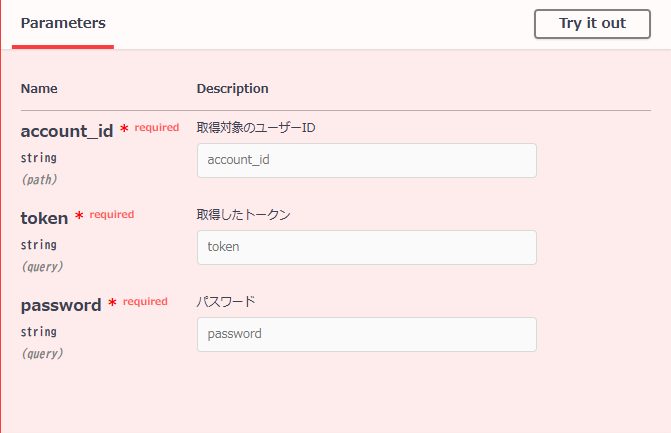 Parameters
Try it out
Name Description
account_id * required 取得対象のユーザーID
string account_id
(path)
token * required 取得したトークン
string token
(query)
password * required パスワード
string password
(query)